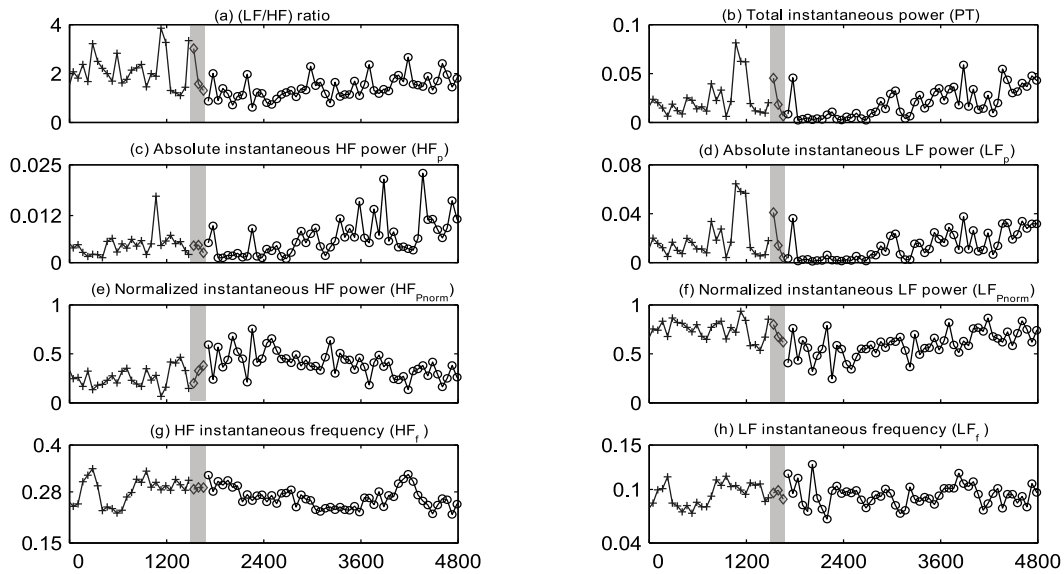 (a) (LF/HF) ratio
4
2
0
(b) Total instantaneous power (PT)
0.1
0.05
0
(c) Absolute instantaneous HF power (HFp)
0.025
0.012
0
(d) Absolute instantaneous LF power (LFp)
0.08
0.04
0
(e) Normalized instantaneous HF power (HFPnorm)
1
0.5
0
(f) Normalized instantaneous LF power (LFPnorm)
1
0.5
0
(g) HF instantaneous frequency (HFf )
0.4
0.28
0.15
0 1200 2400 3600 4800
(h) LF instantaneous frequency (LFf )
0.15
0.1
0.04
0 1200 2400 3600 4800